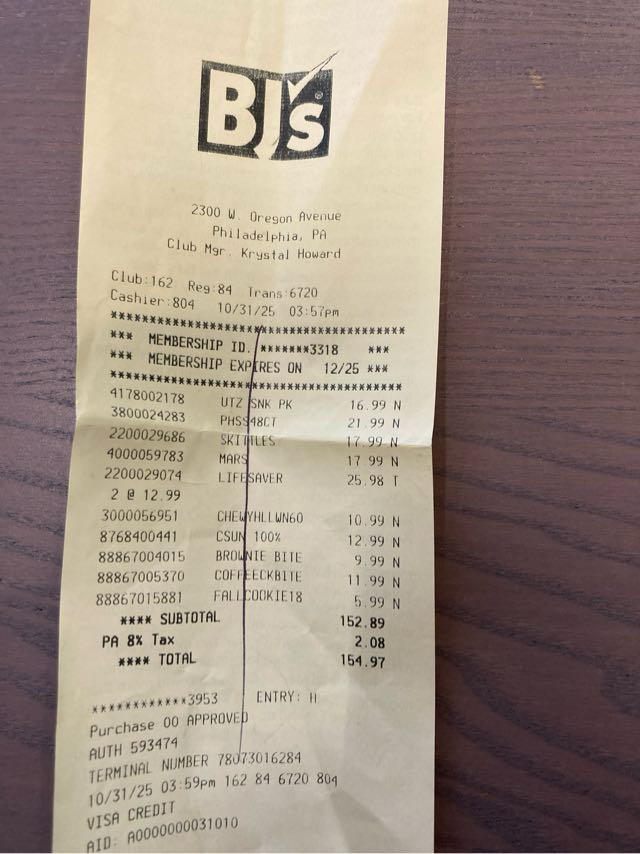 BJ's®
2300 W. Oregon Avenue
Philadelphia, PA
Club Mgr. Krystal Howard
Club:162 Reg:84 Trans:6720
Cashier:804 10/31/25 03:57pm
****************************************
*** MEMBERSHIP ID. *******3318 ***
*** MEMBERSHIP EXPIRES ON 12/25 ***
****************************************
4178002178 UTZ SNK PK 16.99 N
3800024283 PHSS48CT 21.99 N
2200029686 SKITTLES 17.99 N
4000059783 MARS 17.99 N
2200029074 LIFESAVER 25.98 T
2 @ 12.99
3000056951 CHEWYHLLWN60 10.99 N
8768400441 CSUN 100% 12.99 N
88867004015 BROWNIE BITE 9.99 N
88867005370 COFFEECKBITE 11.99 N
88867015881 FALLCOOKIE18 5.99 N
**** SUBTOTAL 152.89
PA 8% Tax 2.08
**** TOTAL 154.97
************3953 ENTRY: H
Purchase 00 APPROVED
AUTH 593474
TERMINAL NUMBER 78073016284
10/31/25 03:59pm 162 84 6720 804
VISA CREDIT
AID: A0000000031010